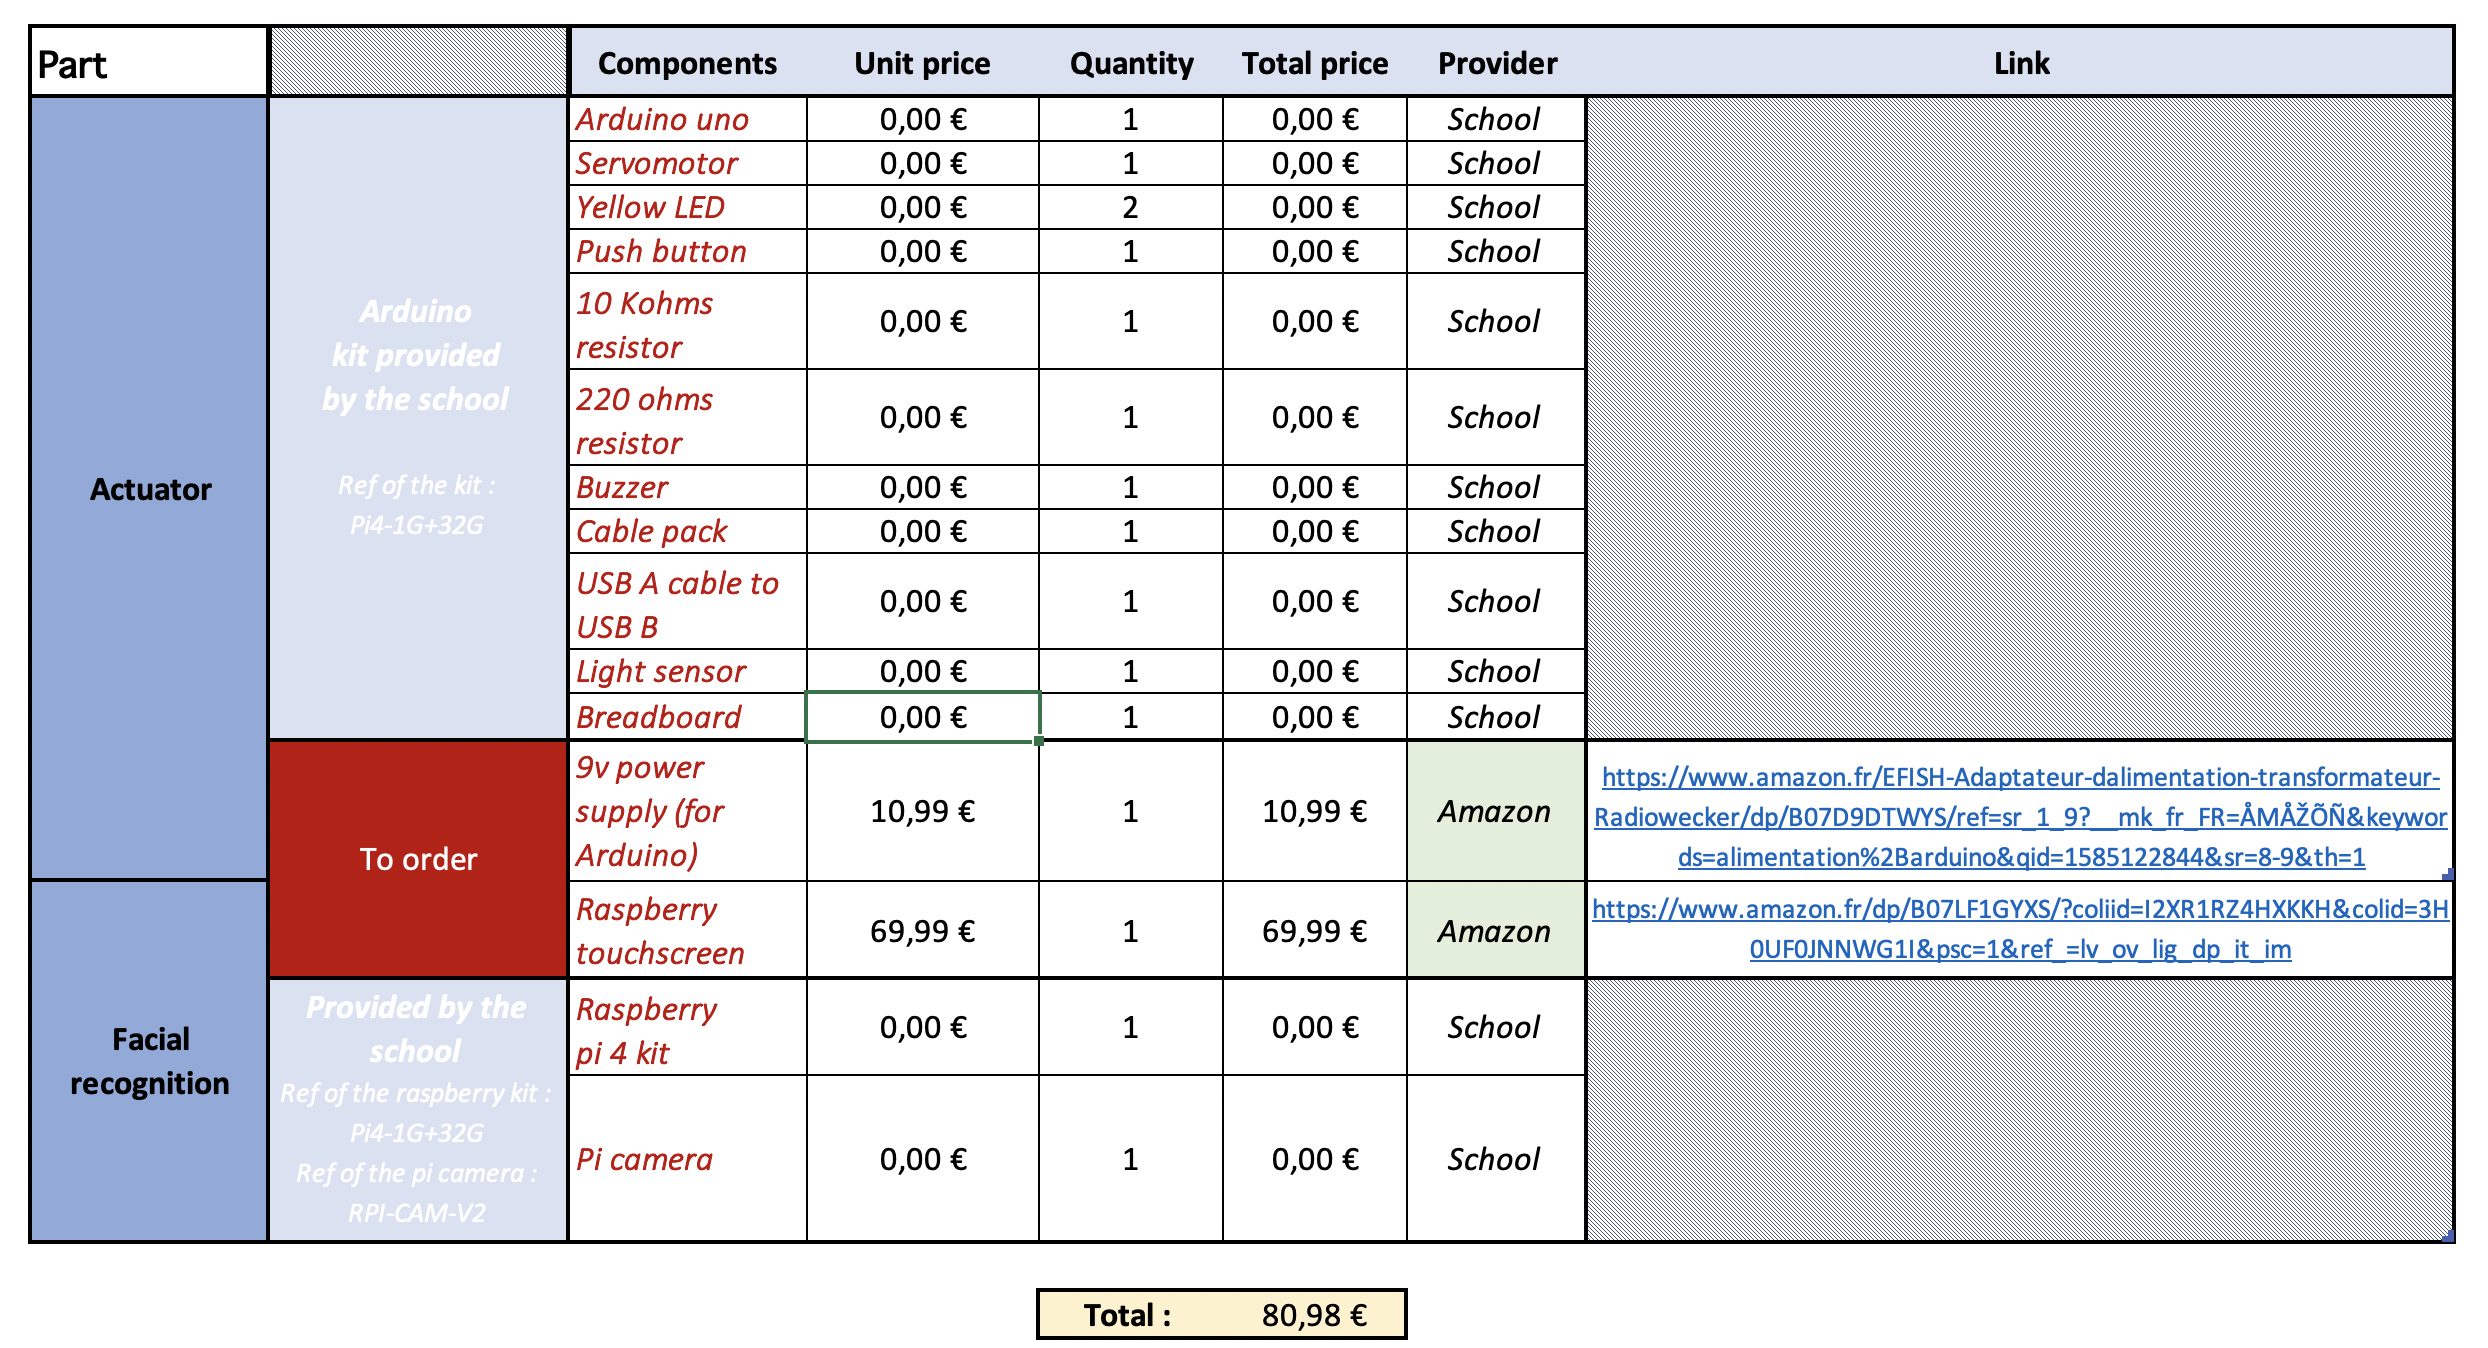 Part Components Unit price Quantity Total price Provider Link
Actuator
Arduino
kit provided
by the school
Ref of the kit :
Pi4-1G+32G
Arduino uno 0,00 € 1 0,00 € School
Servomotor 0,00 € 1 0,00 € School
Yellow LED 0,00 € 2 0,00 € School
Push button 0,00 € 1 0,00 € School
10 Kohms
resistor
0,00 € 1 0,00 € School
220 ohms
resistor
0,00 € 1 0,00 € School
Buzzer 0,00 € 1 0,00 € School
Cable pack 0,00 € 1 0,00 € School
USB A cable to
USB B
0,00 € 1 0,00 € School
Light sensor 0,00 € 1 0,00 € School
Breadboard 0,00 € 1 0,00 € School
To order
9v power
supply (for
Arduino)
10,99 € 1 10,99 € Amazon
https://www.amazon.fr/EFISH-Adaptateur-dalimentation-transformateur-
Radiowecker/dp/B07D9DTWYS/ref=sr_1_9?__mk_fr_FR=ÅMÅŽÕÑ&keywor
ds=alimentation%2Barduino&qid=1585122844&sr=8-9&th=1
Facial
recognition
Raspberry
touchscreen
69,99 € 1 69,99 € Amazon
https://www.amazon.fr/dp/B07LF1GYXS/?coliid=I2XR1RZ4HXKKH&colid=3H
0UF0JNNWG1I&psc=1&ref_=lv_ov_lig_dp_it_im
Provided by the
school
Ref of the raspberry kit :
Pi4-1G+32G
Ref of the pi camera :
RPI-CAM-V2
Raspberry
pi 4 kit
0,00 € 1 0,00 € School
Pi camera 0,00 € 1 0,00 € School
Total : 80,98 €